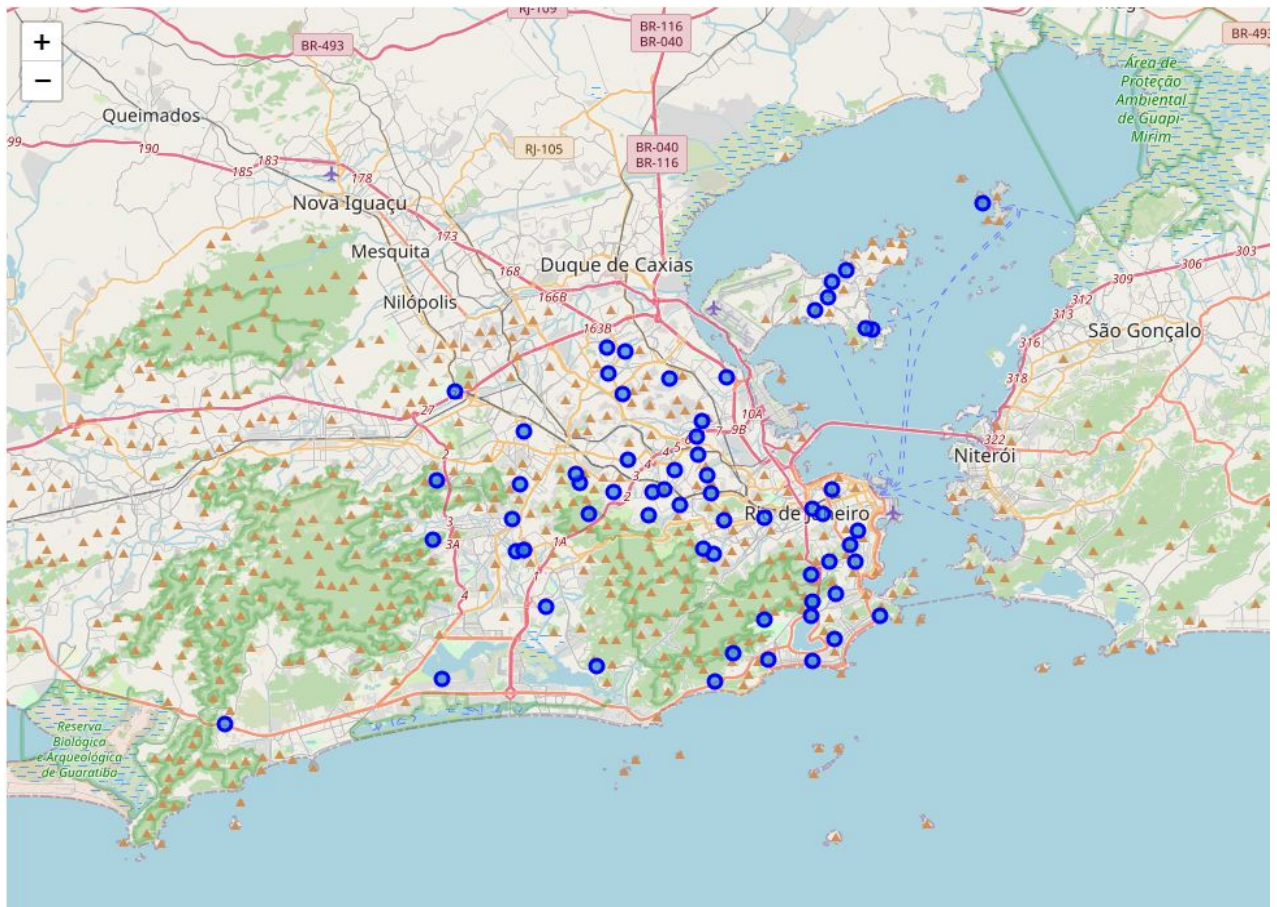 RJ-109
Image
+
−
BR-493
BR-116
BR-040
BR-493
Área de
Proteção
Ambiental
de Guapi-
Mirim
Queimados
99
190
185
183
178
RJ-105
BR-040
BR-116
Nova Iguaçu
173
Mesquita
168
Duque de Caxias
303
306
309
312
313
Nilópolis
166B
163B
São Gonçalo
316
318
27
10A
9B
7
6
5
4
4
3
2
322
Niterói
2
3
3A
4
Rio de Janeiro
1A
1
Reserva
Biológica
e Arqueológica
de Guaratiba